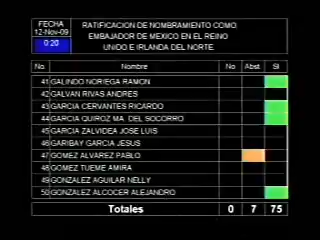 FECHA
12-Nov-09
0:20
RATIFICACION DE NOMBRAMIENTO COMO
EMBAJADOR DE MEXICO EN EL REINO
UNIDO E IRLANDA DEL NORTE
No. Nombre No Abst. SI
41 GALINDO NORIEGA RAMON
42 GALVAN RIVAS ANDRES
43 GARCIA CERVANTES RICARDO
44 GARCIA QUIROZ MA. DEL SOCORRO
45 GARCIA ZALVIDEA JOSE LUIS
46 GARIBAY GARCIA JESUS
47 GOMEZ ALVAREZ PABLO
48 GOMEZ TUEME AMIRA
49 GONZALEZ AGUILAR NELLY
50 GONZALEZ ALCOCER ALEJANDRO
Totales 0 7 75